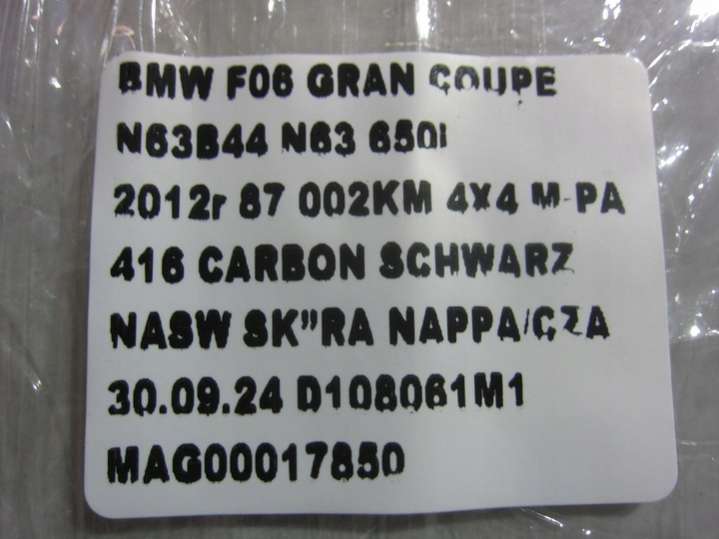 BMW F06 GRAN COUPE
N63B44 N63 650i
2012r 87 002KM 4X4 M-PA
416 CARBON SCHWARZ
NASW SK"RA NAPPA/CZA
30.09.24 D108061M1
MAG00017850